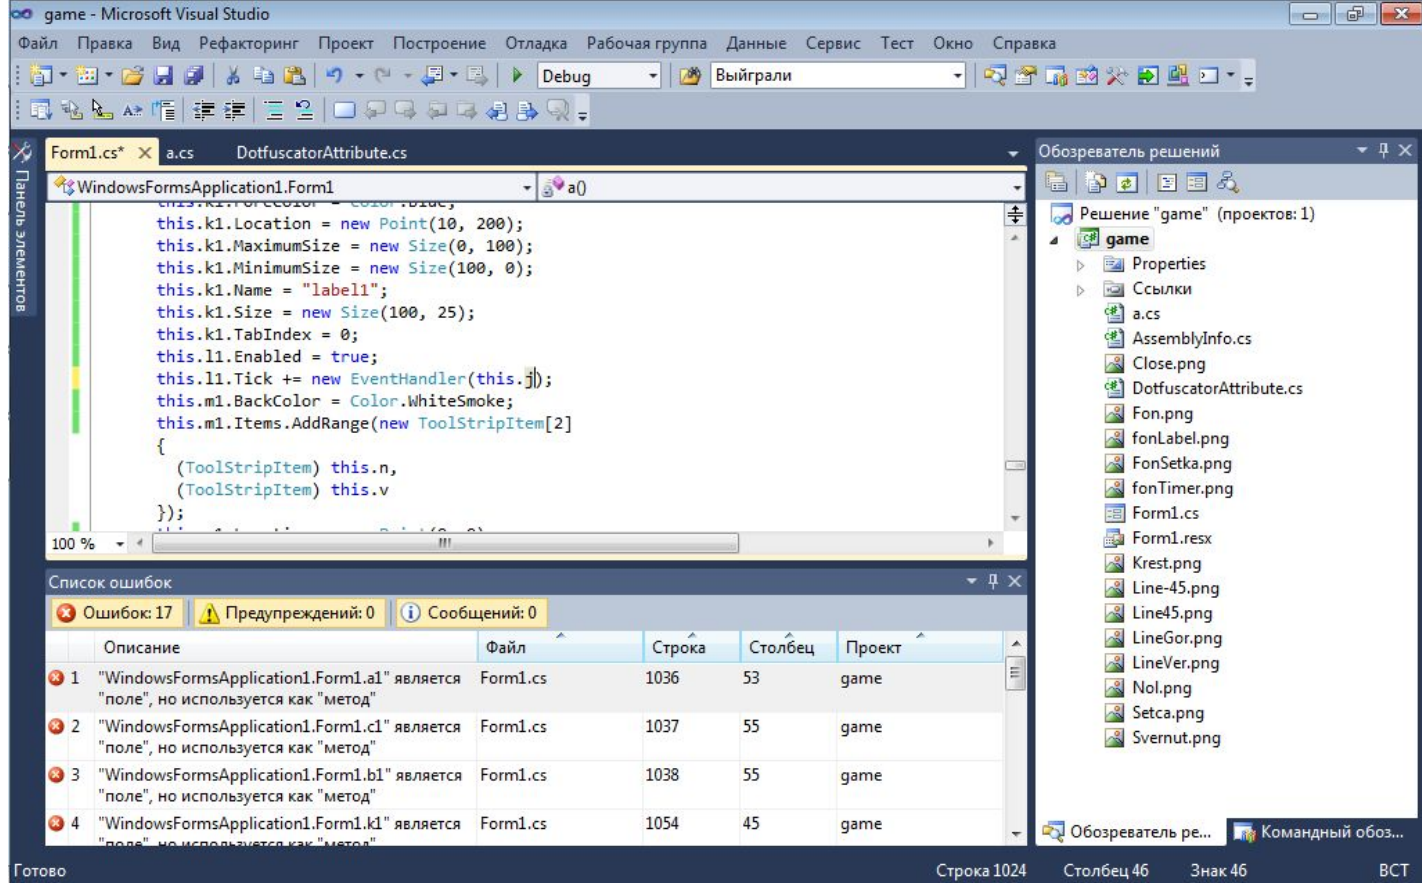 game - Microsoft Visual Studio
Файл Правка Вид Рефакторинг Проект Построение Отладка Рабочая группа Данные Сервис Тест Окно Справка
Debug Выйграли
Панель элементов
Form1.cs* a.cs DotfuscatorAttribute.cs
WindowsFormsApplication1.Form1 a()
this.k1.ForeColor = Color.Blue;
this.k1.Location = new Point(10, 200);
this.k1.MaximumSize = new Size(0, 100);
this.k1.MinimumSize = new Size(100, 0);
this.k1.Name = "label1";
this.k1.Size = new Size(100, 25);
this.k1.TabIndex = 0;
this.l1.Enabled = true;
this.l1.Tick += new EventHandler(this.j);
this.m1.BackColor = Color.WhiteSmoke;
this.m1.Items.AddRange(new ToolStripItem[2]
{
(ToolStripItem) this.n,
(ToolStripItem) this.v
});
100 %
Список ошибок
Ошибок: 17 Предупреждений: 0 Сообщений: 0
Описание Файл Строка Столбец Проект
1 "WindowsFormsApplication1.Form1.a1" является Form1.cs 1036 53 game
"поле", но используется как "метод"
2 "WindowsFormsApplication1.Form1.c1" является Form1.cs 1037 55 game
"поле", но используется как "метод"
3 "WindowsFormsApplication1.Form1.b1" является Form1.cs 1038 55 game
"поле", но используется как "метод"
4 "WindowsFormsApplication1.Form1.k1" является Form1.cs 1054 45 game
"поле", но используется как "метод"
Обозреватель решений
Решение "game" (проектов: 1)
game
Properties
Ссылки
a.cs
AssemblyInfo.cs
Close.png
DotfuscatorAttribute.cs
Fon.png
fonLabel.png
FonSetka.png
fonTimer.png
Form1.cs
Form1.resx
Krest.png
Line-45.png
Line45.png
LineGor.png
LineVer.png
Nol.png
Setca.png
Svernut.png
Обозреватель ре... Командный обоз...
Готово Строка 1024 Столбец 46 Знак 46 ВСТ